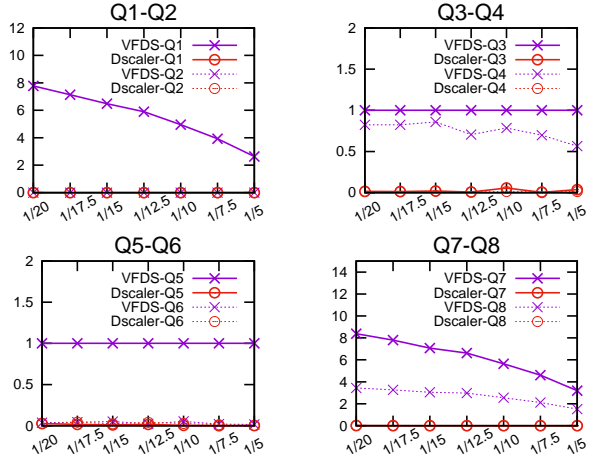 Q1-Q2
VFDS-Q1
Dscaler-Q1
VFDS-Q2
Dscaler-Q2
12
10
8
6
4
2
0
1/20 1/17.5 1/15 1/12.5 1/10 1/7.5 1/5
Q3-Q4
VFDS-Q3
Dscaler-Q3
VFDS-Q4
Dscaler-Q4
2
1.5
1
0.5
0
1/20 1/17.5 1/15 1/12.5 1/10 1/7.5 1/5
Q5-Q6
VFDS-Q5
Dscaler-Q5
VFDS-Q6
Dscaler-Q6
2
1.5
1
0.5
0
1/20 1/17.5 1/15 1/12.5 1/10 1/7.5 1/5
Q7-Q8
VFDS-Q7
Dscaler-Q7
VFDS-Q8
Dscaler-Q8
14
12
10
8
6
4
2
0
1/20 1/17.5 1/15 1/12.5 1/10 1/7.5 1/5